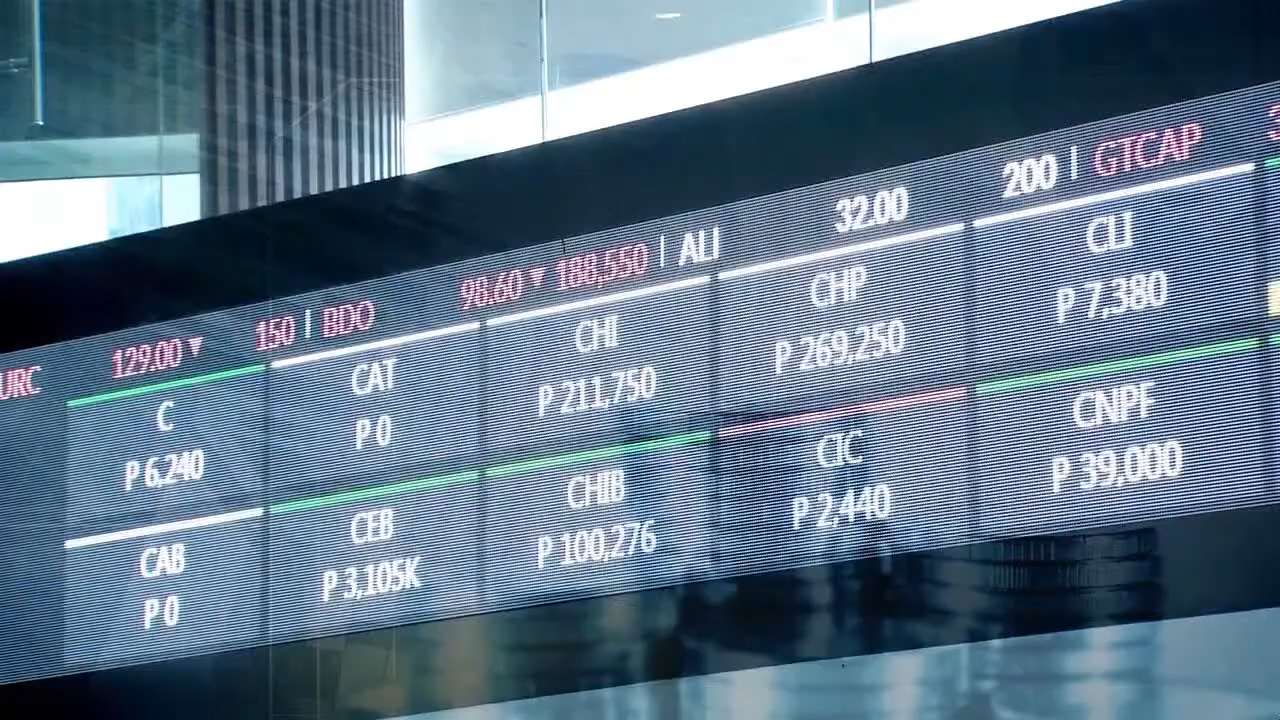 URC 129.00 ▼ 150 | BDO 98.60 ▼ 188,550 | ALI 32.00 200 | GTCAP
C CAT CHI CHP CLI
P 6,240 P 0 P 211,750 P 269,250 P 7,380
CAB CEB CHIB CIC CNPF
P 0 P 3,105K P 100,276 P 2,440 P 39,000